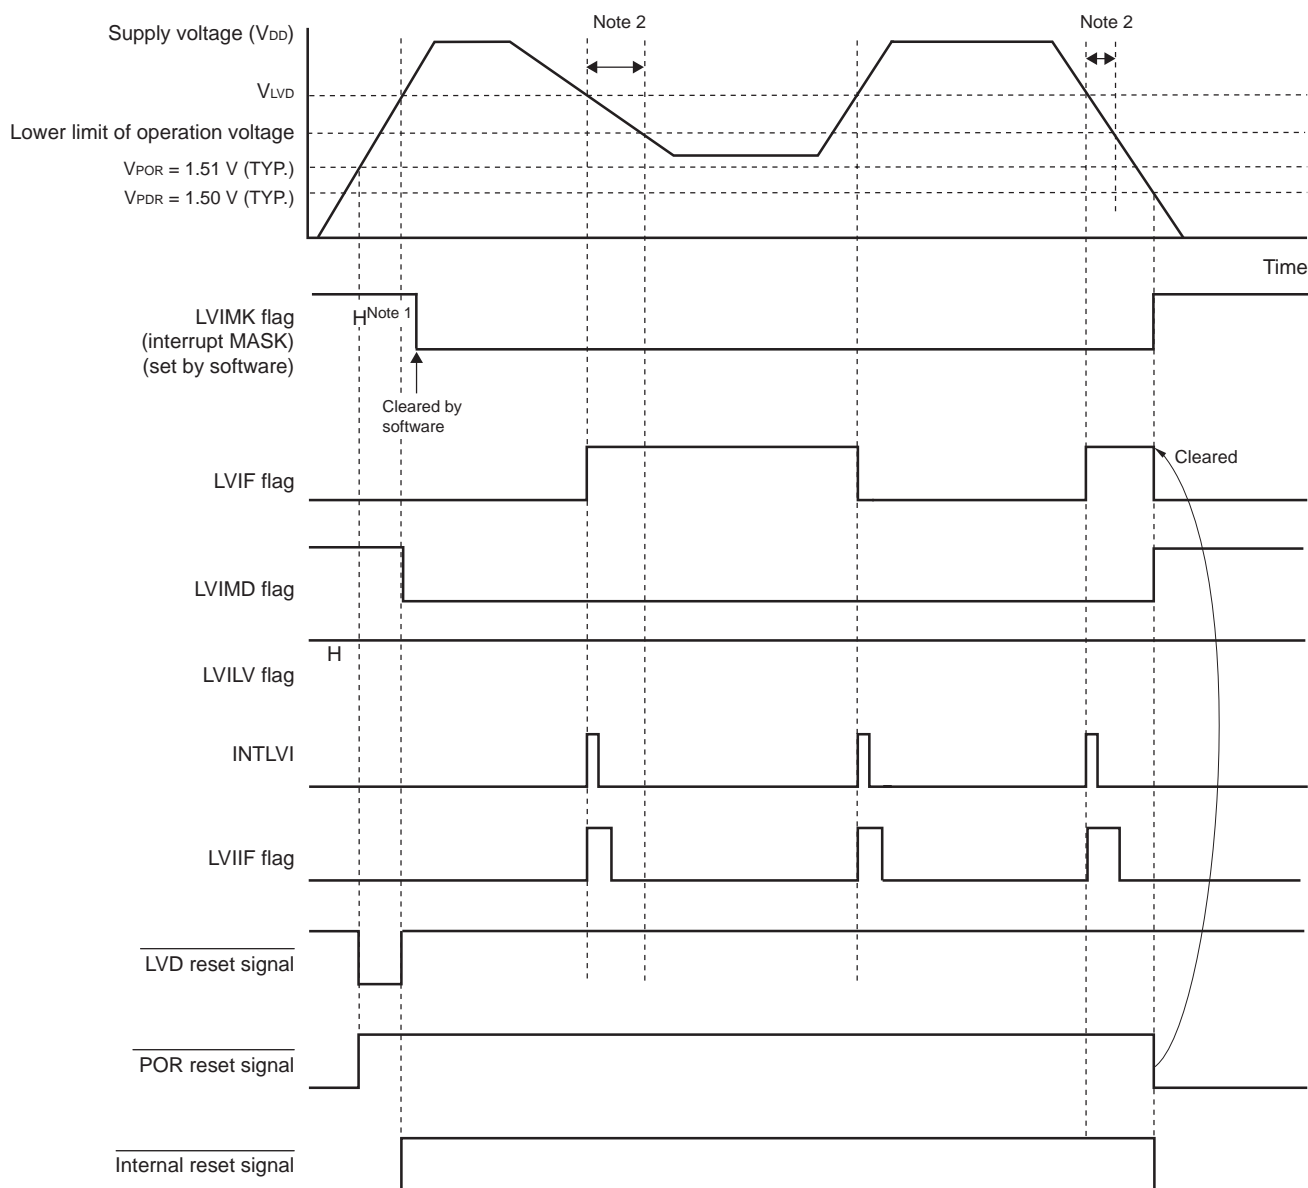 Note 2
Note 2
Supply voltage (VDD)
VLVD
Lower limit of operation voltage
VPOR = 1.51 V (TYP.)
VPDR = 1.50 V (TYP.)
Time
LVIMK flag
(interrupt MASK)
(set by software)
H Note 1
Cleared by
software
LVIF flag
Cleared
LVIMD flag
H
LVILV flag
INTLVI
LVIIF flag
LVD reset signal
POR reset signal
Internal reset signal